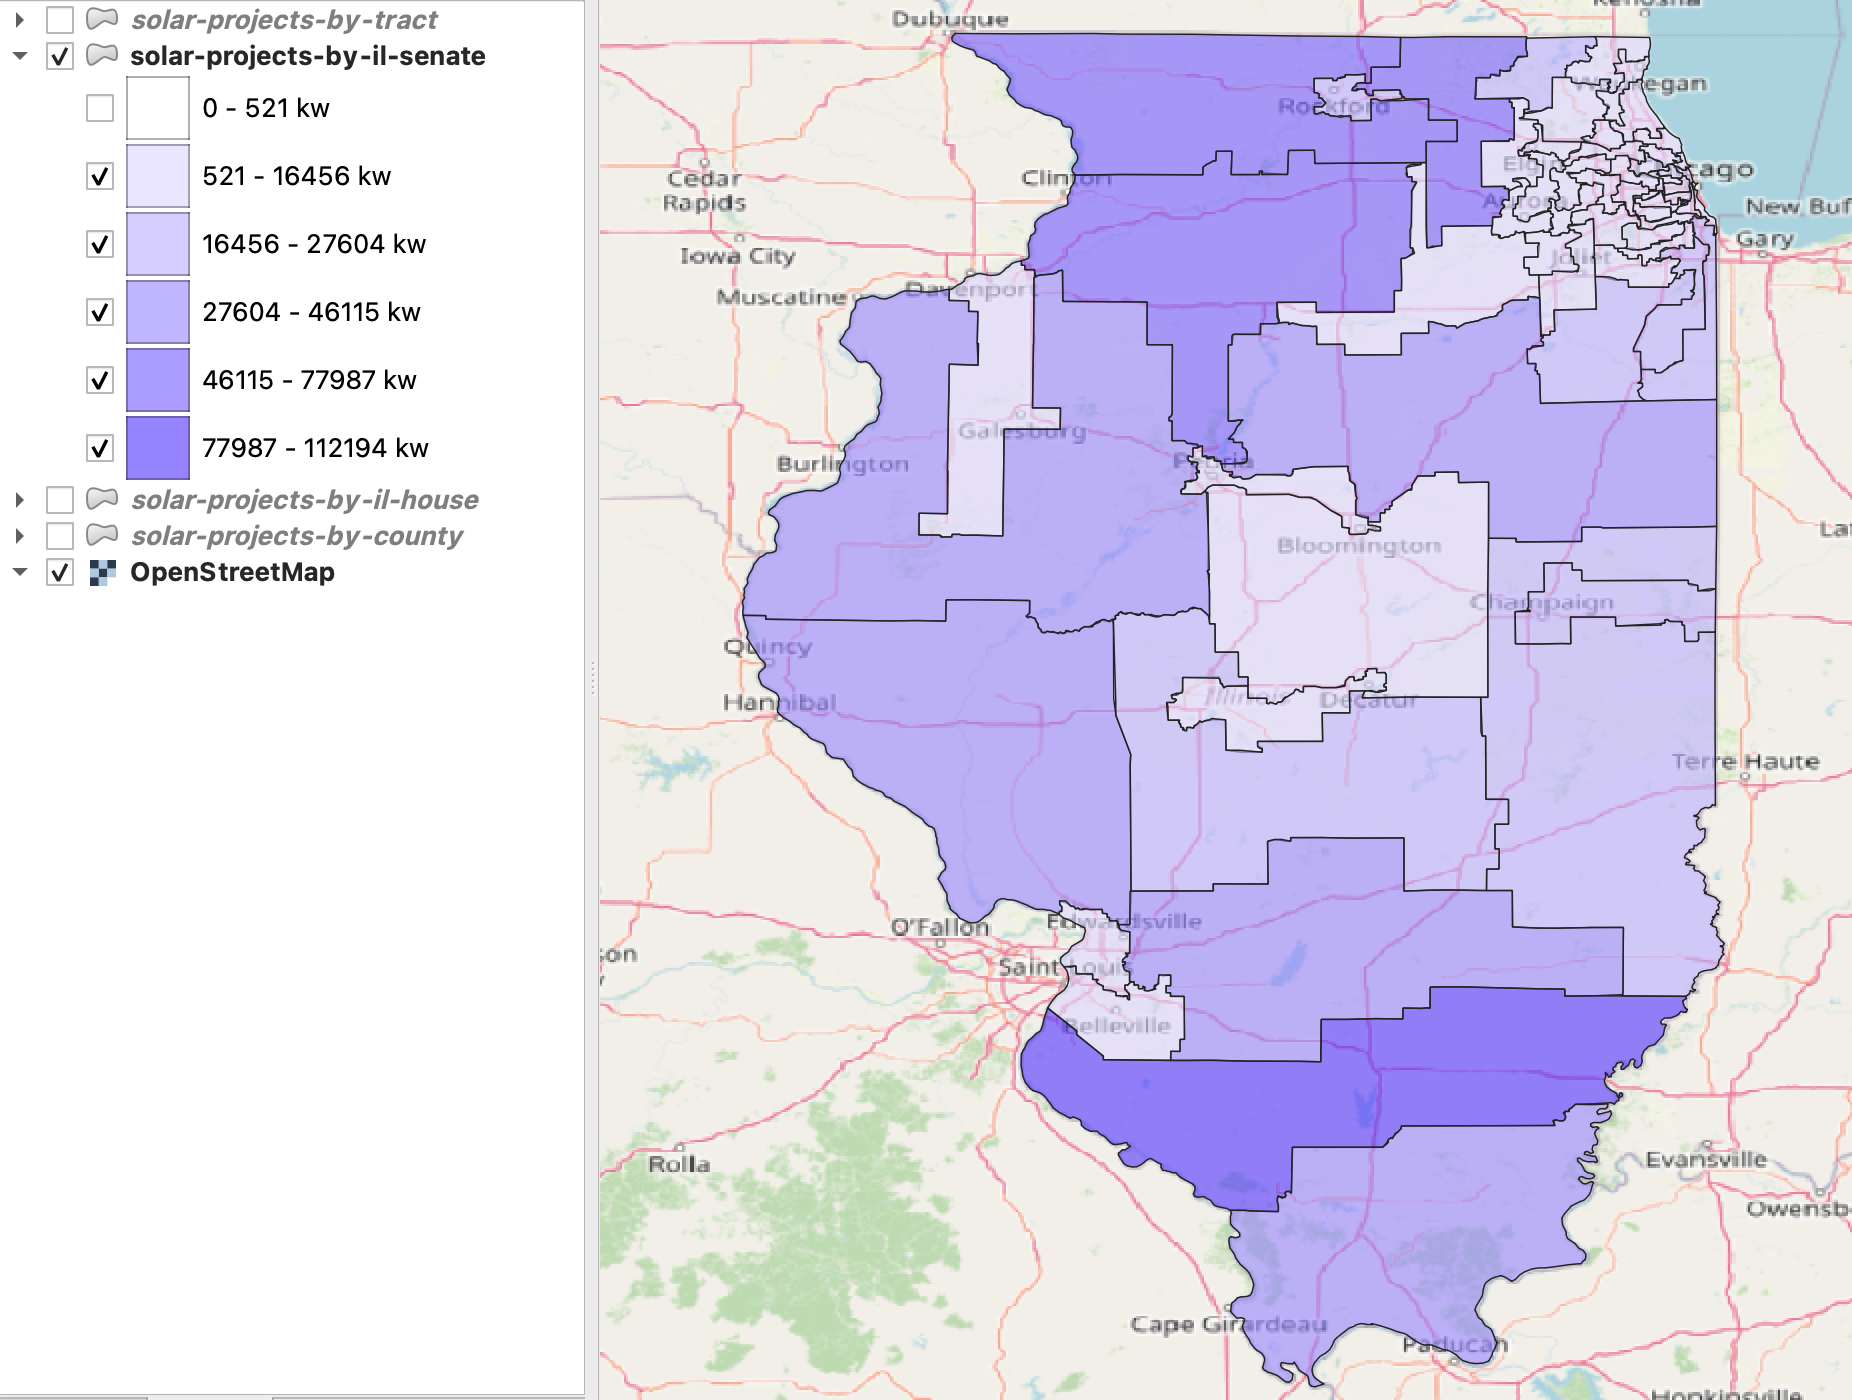 solar-projects-by-tract
solar-projects-by-il-senate
0 - 521 kw
521 - 16456 kw
16456 - 27604 kw
27604 - 46115 kw
46115 - 77987 kw
77987 - 112194 kw
solar-projects-by-il-house
solar-projects-by-county
OpenStreetMap
Dubuque
Rockford
Cedar
Rapids
Clinton
Elgin
New Buf
Iowa City
Gary
Joliet
Muscatine
Davenport
Galesburg
Burlington
Peoria
Bloomington
Champaign
Quincy
Hannibal
Illinois
Decatur
Terre Haute
O'Fallon
Edwardsville
Saint Louis
Belleville
Rolla
Evansville
Owensb
Cape Girardeau
Paducah
Hopkinsville